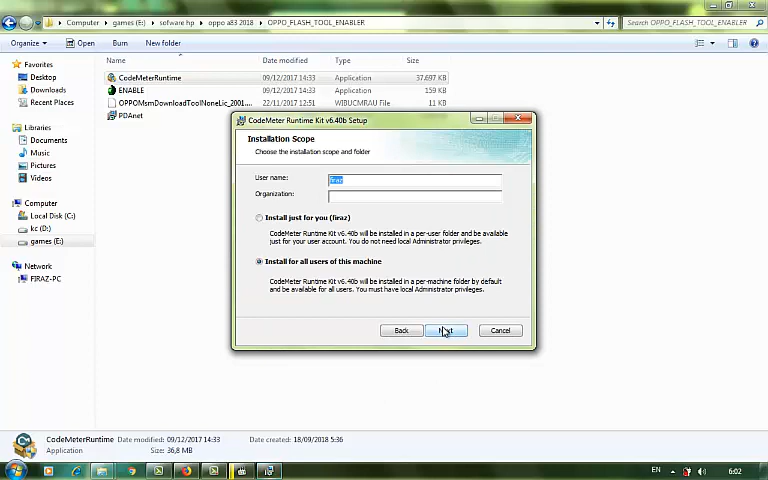 Computer ▸ games (E:) ▸ sofware hp ▸ oppo a83 2018 ▸ OPPO_FLASH_TOOL_ENABLER
Search OPPO_FLASH_TOOL_ENABLER
Organize Open Burn New folder
Name Date modified Type Size
Favorites
Desktop
Downloads
Recent Places
Libraries
Documents
Music
Pictures
Videos
Computer
Local Disk (C:)
kc (D:)
games (E:)
Network
FIRAZ-PC
CodeMeterRuntime 09/12/2017 14:33 Application 37.697 KB
ENABLE 09/12/2017 14:33 Application 159 KB
OPPOMsmDownloadToolNoneLic_2001.... 22/11/2017 12:51 WIBUCMRAU File 11 KB
PDAnet
CodeMeter Runtime Kit v6.40b Setup
Installation Scope
Choose the installation scope and folder
User name: firaz
Organization:
Install just for you (firaz)
CodeMeter Runtime Kit v6.40b will be installed in a per-user folder and be available
just for your user account. You do not need local Administrator privileges.
Install for all users of this machine
CodeMeter Runtime Kit v6.40b will be installed in a per-machine folder by default
and be available for all users. You must have local Administrator privileges.
Back Next Cancel
CodeMeterRuntime Date modified: 09/12/2017 14:33 Date created: 18/09/2018 5:36
Application Size: 36,8 MB
EN 6:02